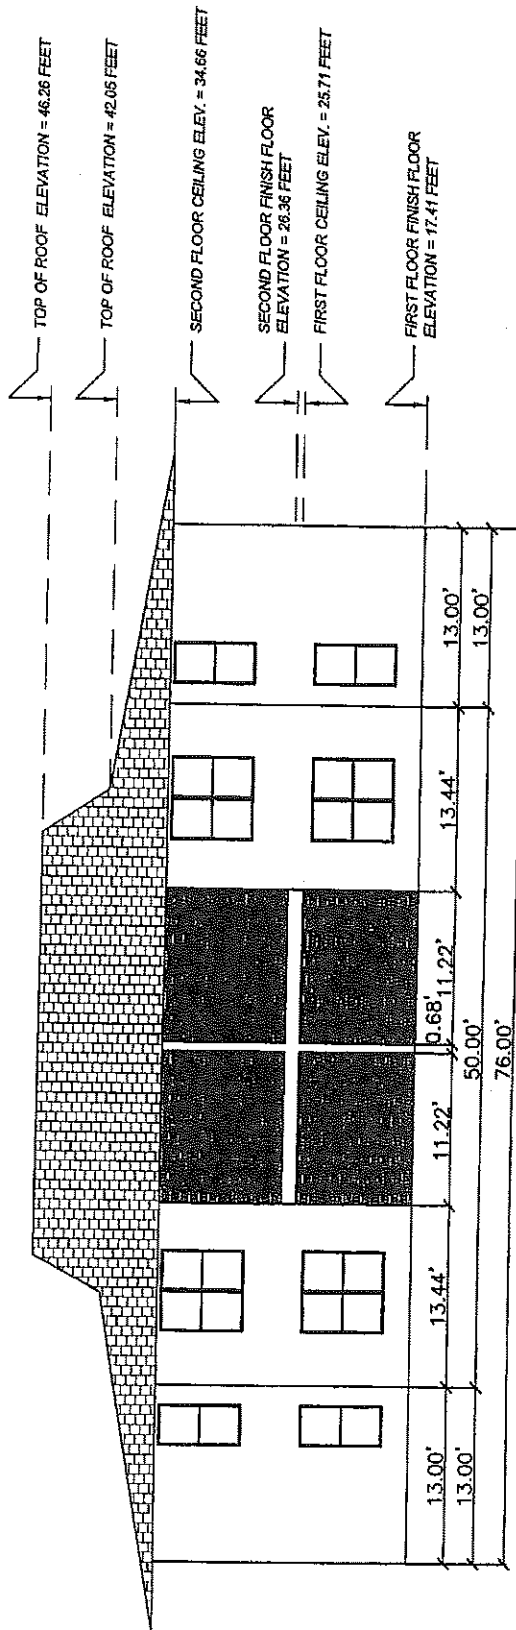 TOP OF ROOF ELEVATION = 46.26 FEET
TOP OF ROOF ELEVATION = 42.05 FEET
SECOND FLOOR CEILING ELEV. = 34.66 FEET
SECOND FLOOR FINISH FLOOR
ELEVATION = 26.36 FEET
FIRST FLOOR CEILING ELEV. = 25.71 FEET
FIRST FLOOR FINISH FLOOR
ELEVATION = 17.41 FEET
13.00' 13.44' 11.22' 0.68' 11.22' 13.44' 13.00'
13.00' 50.00' 13.00'
76.00'